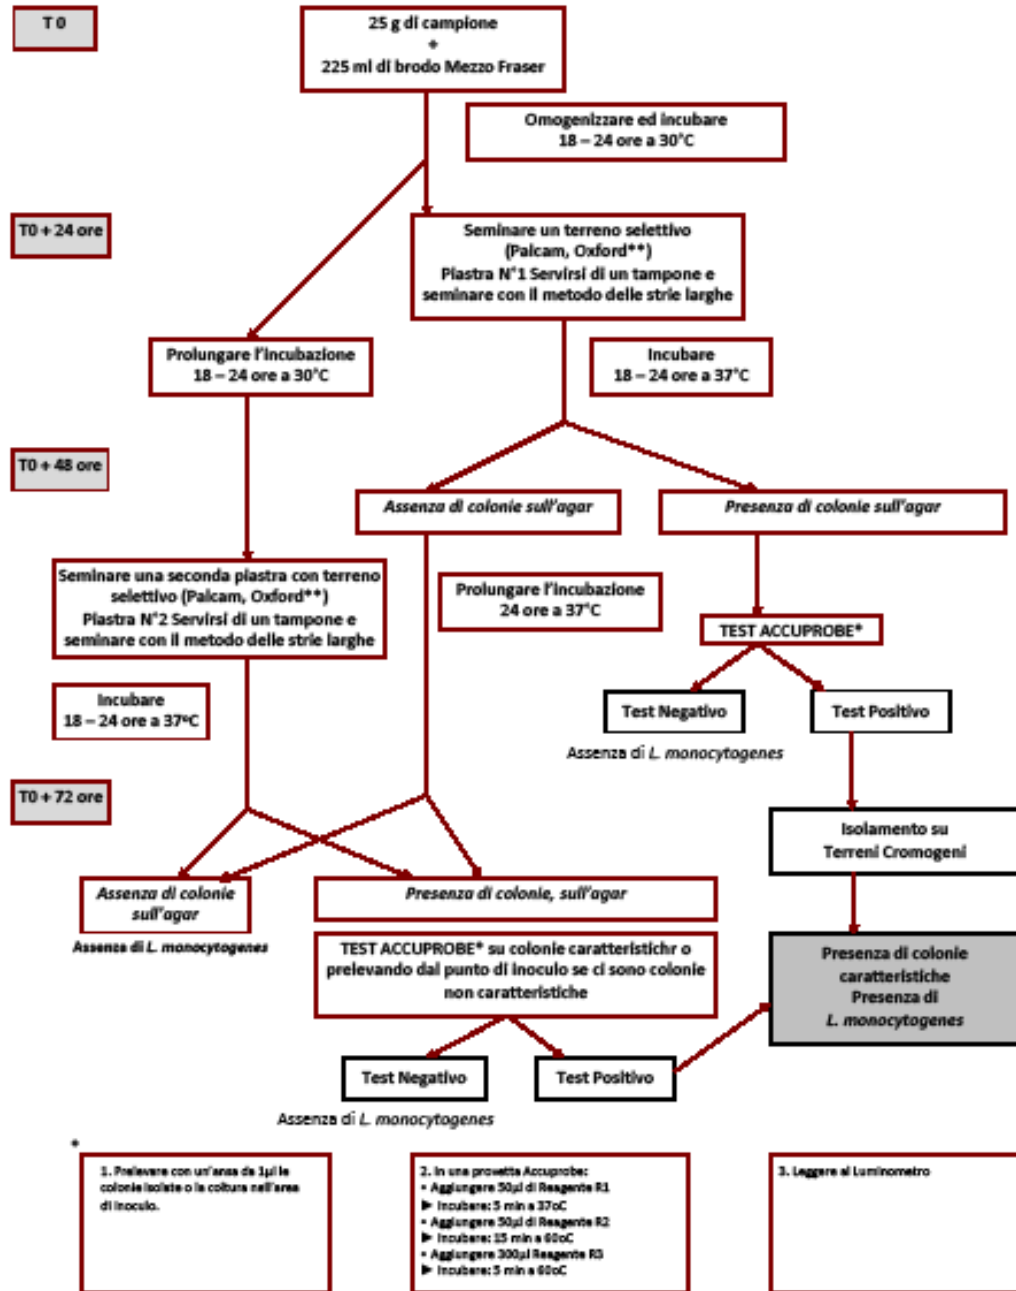 T 0
25 g di campione
+
225 ml di brodo Mezzo Fraser
Omogenizzare ed incubare
18 – 24 ore a 30°C
T0 + 24 ore
Seminare un terreno selettivo
(Palcam, Oxford**)
Piastra N°1 Servirsi di un tampone e
seminare con il metodo delle strie larghe
Prolungare l'incubazione
18 – 24 ore a 30°C
Incubare
18 – 24 ore a 37°C
T0 + 48 ore
Assenza di colonie sull'agar
Presenza di colonie sull'agar
Seminare una seconda piastra con terreno
selettivo (Palcam, Oxford**)
Piastra N°2 Servirsi di un tampone e
seminare con il metodo delle strie larghe
Prolungare l'incubazione
24 ore a 37°C
TEST ACCUPROBE*
Incubare
18 – 24 ore a 37°C
Test Negativo
Test Positivo
Assenza di L. monocytogenes
T0 + 72 ore
Isolamento su
Terreni Cromogeni
Assenza di colonie
sull'agar
Presenza di colonie, sull'agar
Assenza di L. monocytogenes
TEST ACCUPROBE* su colonie caratteristichr o
prelevando dal punto di inoculo se ci sono colonie
non caratteristiche
Presenza di colonie
caratteristiche
Presenza di
L. monocytogenes
Test Negativo
Test Positivo
Assenza di L. monocytogenes
*
1. Prelevare con un'ansa da 1µl le
colonie isolate o la coltura nell'area
di inoculo.
2. In una provetta Accuprobe:
• Aggiungere 50µl di Reagente R1
► Incubare: 5 min a 37oC
• Aggiungere 50µl di Reagente R2
► Incubare: 15 min a 60oC
• Aggiungere 300µl Reagente R3
► Incubare: 5 min a 60oC
3. Leggere al Luminometro